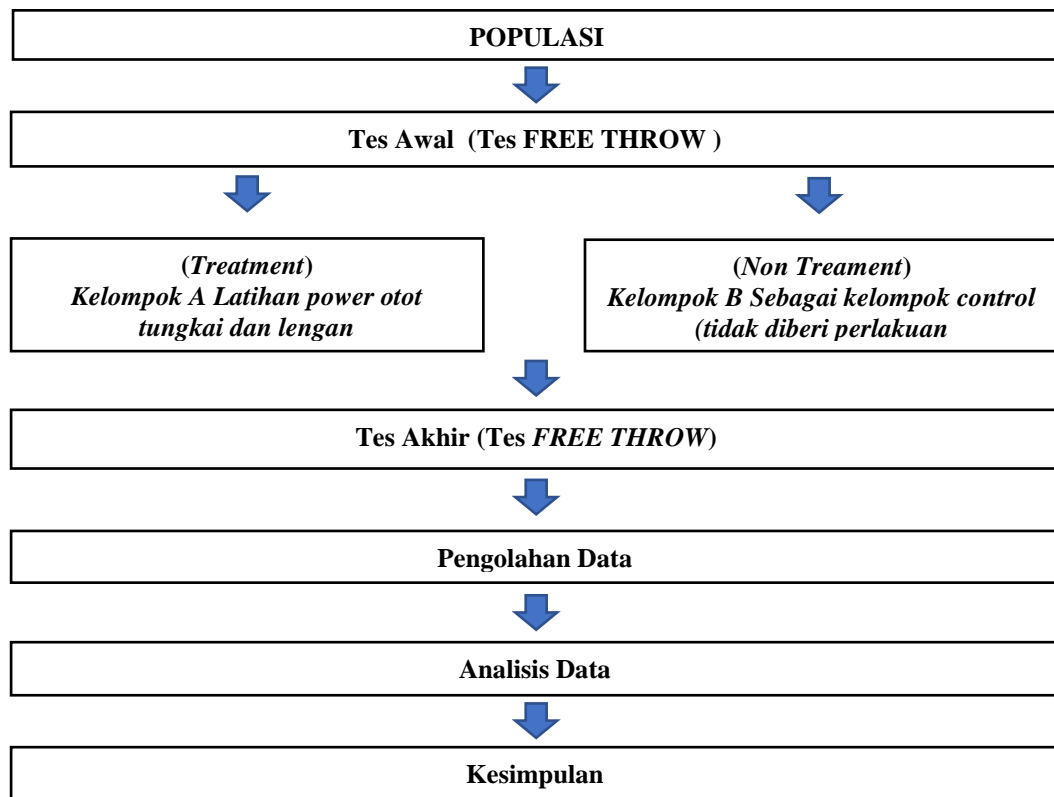 POPULASI
Tes Awal (Tes FREE THROW )
(Treatment)
Kelompok A Latihan power otot
tungkai dan lengan
(Non Treament)
Kelompok B Sebagai kelompok control
(tidak diberi perlakuan
Tes Akhir (Tes FREE THROW)
Pengolahan Data
Analisis Data
Kesimpulan